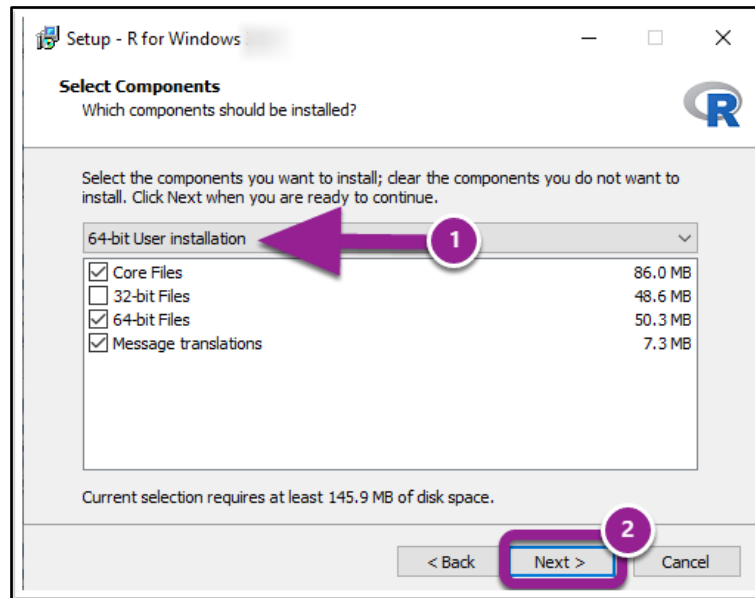 Setup - R for Windows
Select Components
Which components should be installed?
R
Select the components you want to install; clear the components you do not want to
install. Click Next when you are ready to continue.
64-bit User installation
1
Core Files 86.0 MB
32-bit Files 48.6 MB
64-bit Files 50.3 MB
Message translations 7.3 MB
Current selection requires at least 145.9 MB of disk space.
2
< Back Next > Cancel